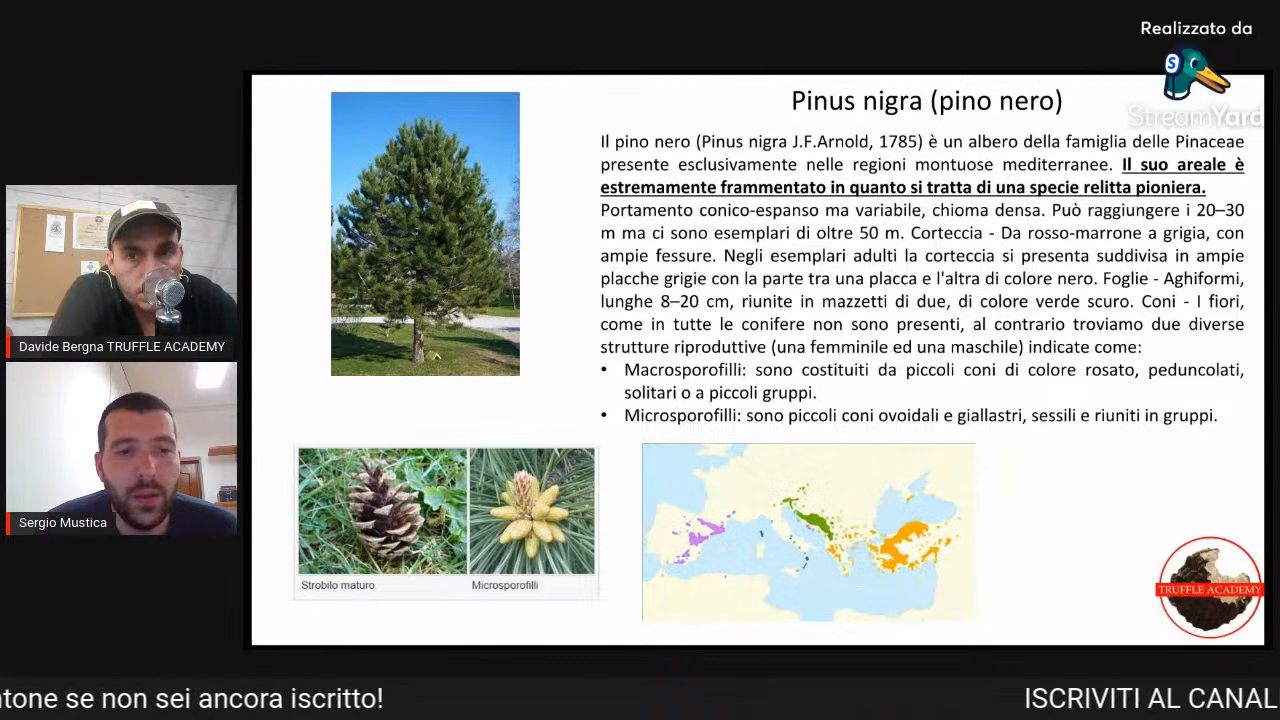 Realizzato da
S
StreamYard
Pinus nigra (pino nero)
Il pino nero (Pinus nigra J.F.Arnold, 1785) è un albero della famiglia delle Pinaceae
presente esclusivamente nelle regioni montuose mediterranee. Il suo areale è
estremamente frammentato in quanto si tratta di una specie relitta pioniera.
Portamento conico-espanso ma variabile, chioma densa. Può raggiungere i 20–30
m ma ci sono esemplari di oltre 50 m. Corteccia - Da rosso-marrone a grigia, con
ampie fessure. Negli esemplari adulti la corteccia si presenta suddivisa in ampie
placche grigie con la parte tra una placca e l'altra di colore nero. Foglie - Aghiformi,
lunghe 8–20 cm, riunite in mazzetti di due, di colore verde scuro. Coni - I fiori,
come in tutte le conifere non sono presenti, al contrario troviamo due diverse
strutture riproduttive (una femminile ed una maschile) indicate come:
• Macrosporofilli: sono costituiti da piccoli coni di colore rosato, peduncolati,
solitari o a piccoli gruppi.
• Microsporofilli: sono piccoli coni ovoidali e giallastri, sessili e riuniti in gruppi.
Davide Bergna TRUFFLE ACADEMY
Sergio Mustica
Strobilo maturo
Microsporofilli
TRUFFLE ACADEMY
tone se non sei ancora iscritto!
ISCRIVITI AL CANAL